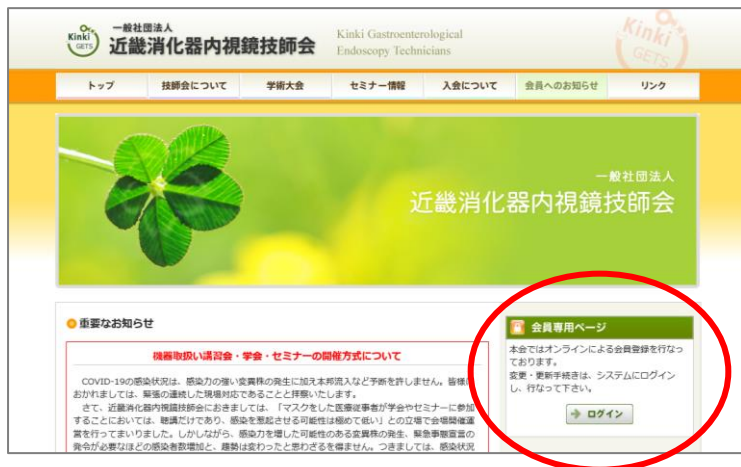 Kinki
GETS
一般社団法人
近畿消化器内視鏡技師会
Kinki Gastroenterological
Endoscopy Technicians
Kinki
GETS
トップ
技師会について
学術大会
セミナー情報
入会について
会員へのお知らせ
リンク
一般社団法人
近畿消化器内視鏡技師会
重要なお知らせ
機器取扱い講習会・学会・セミナーの開催方式について
COVID-19の感染状況は、感染力の強い変異株の発生に加え本邦流入など予断を許しません。皆様に
おかれましては、緊張の連続した現場対応であることと拝察いたします。
さて、近畿消化器内視鏡技師会におきましては、「マスクをした医療従事者が学会やセミナーに参加
することにおいては、聴講だけであり、感染を惹起させる可能性は極めて低い」との立場で会場開催運
営を行ってまいりました。しかしながら、感染力を増した可能性のある変異株の発生、緊急事態宣言の
発令が必要なほどの感染者数増加と、趨勢は変わったと思わざるを得ません。つきましては、感染状況
会員専用ページ
本会ではオンラインによる会員登録を行なっ
ております。
変更・更新手続きは、システムにログイン
し、行なって下さい。
ログイン